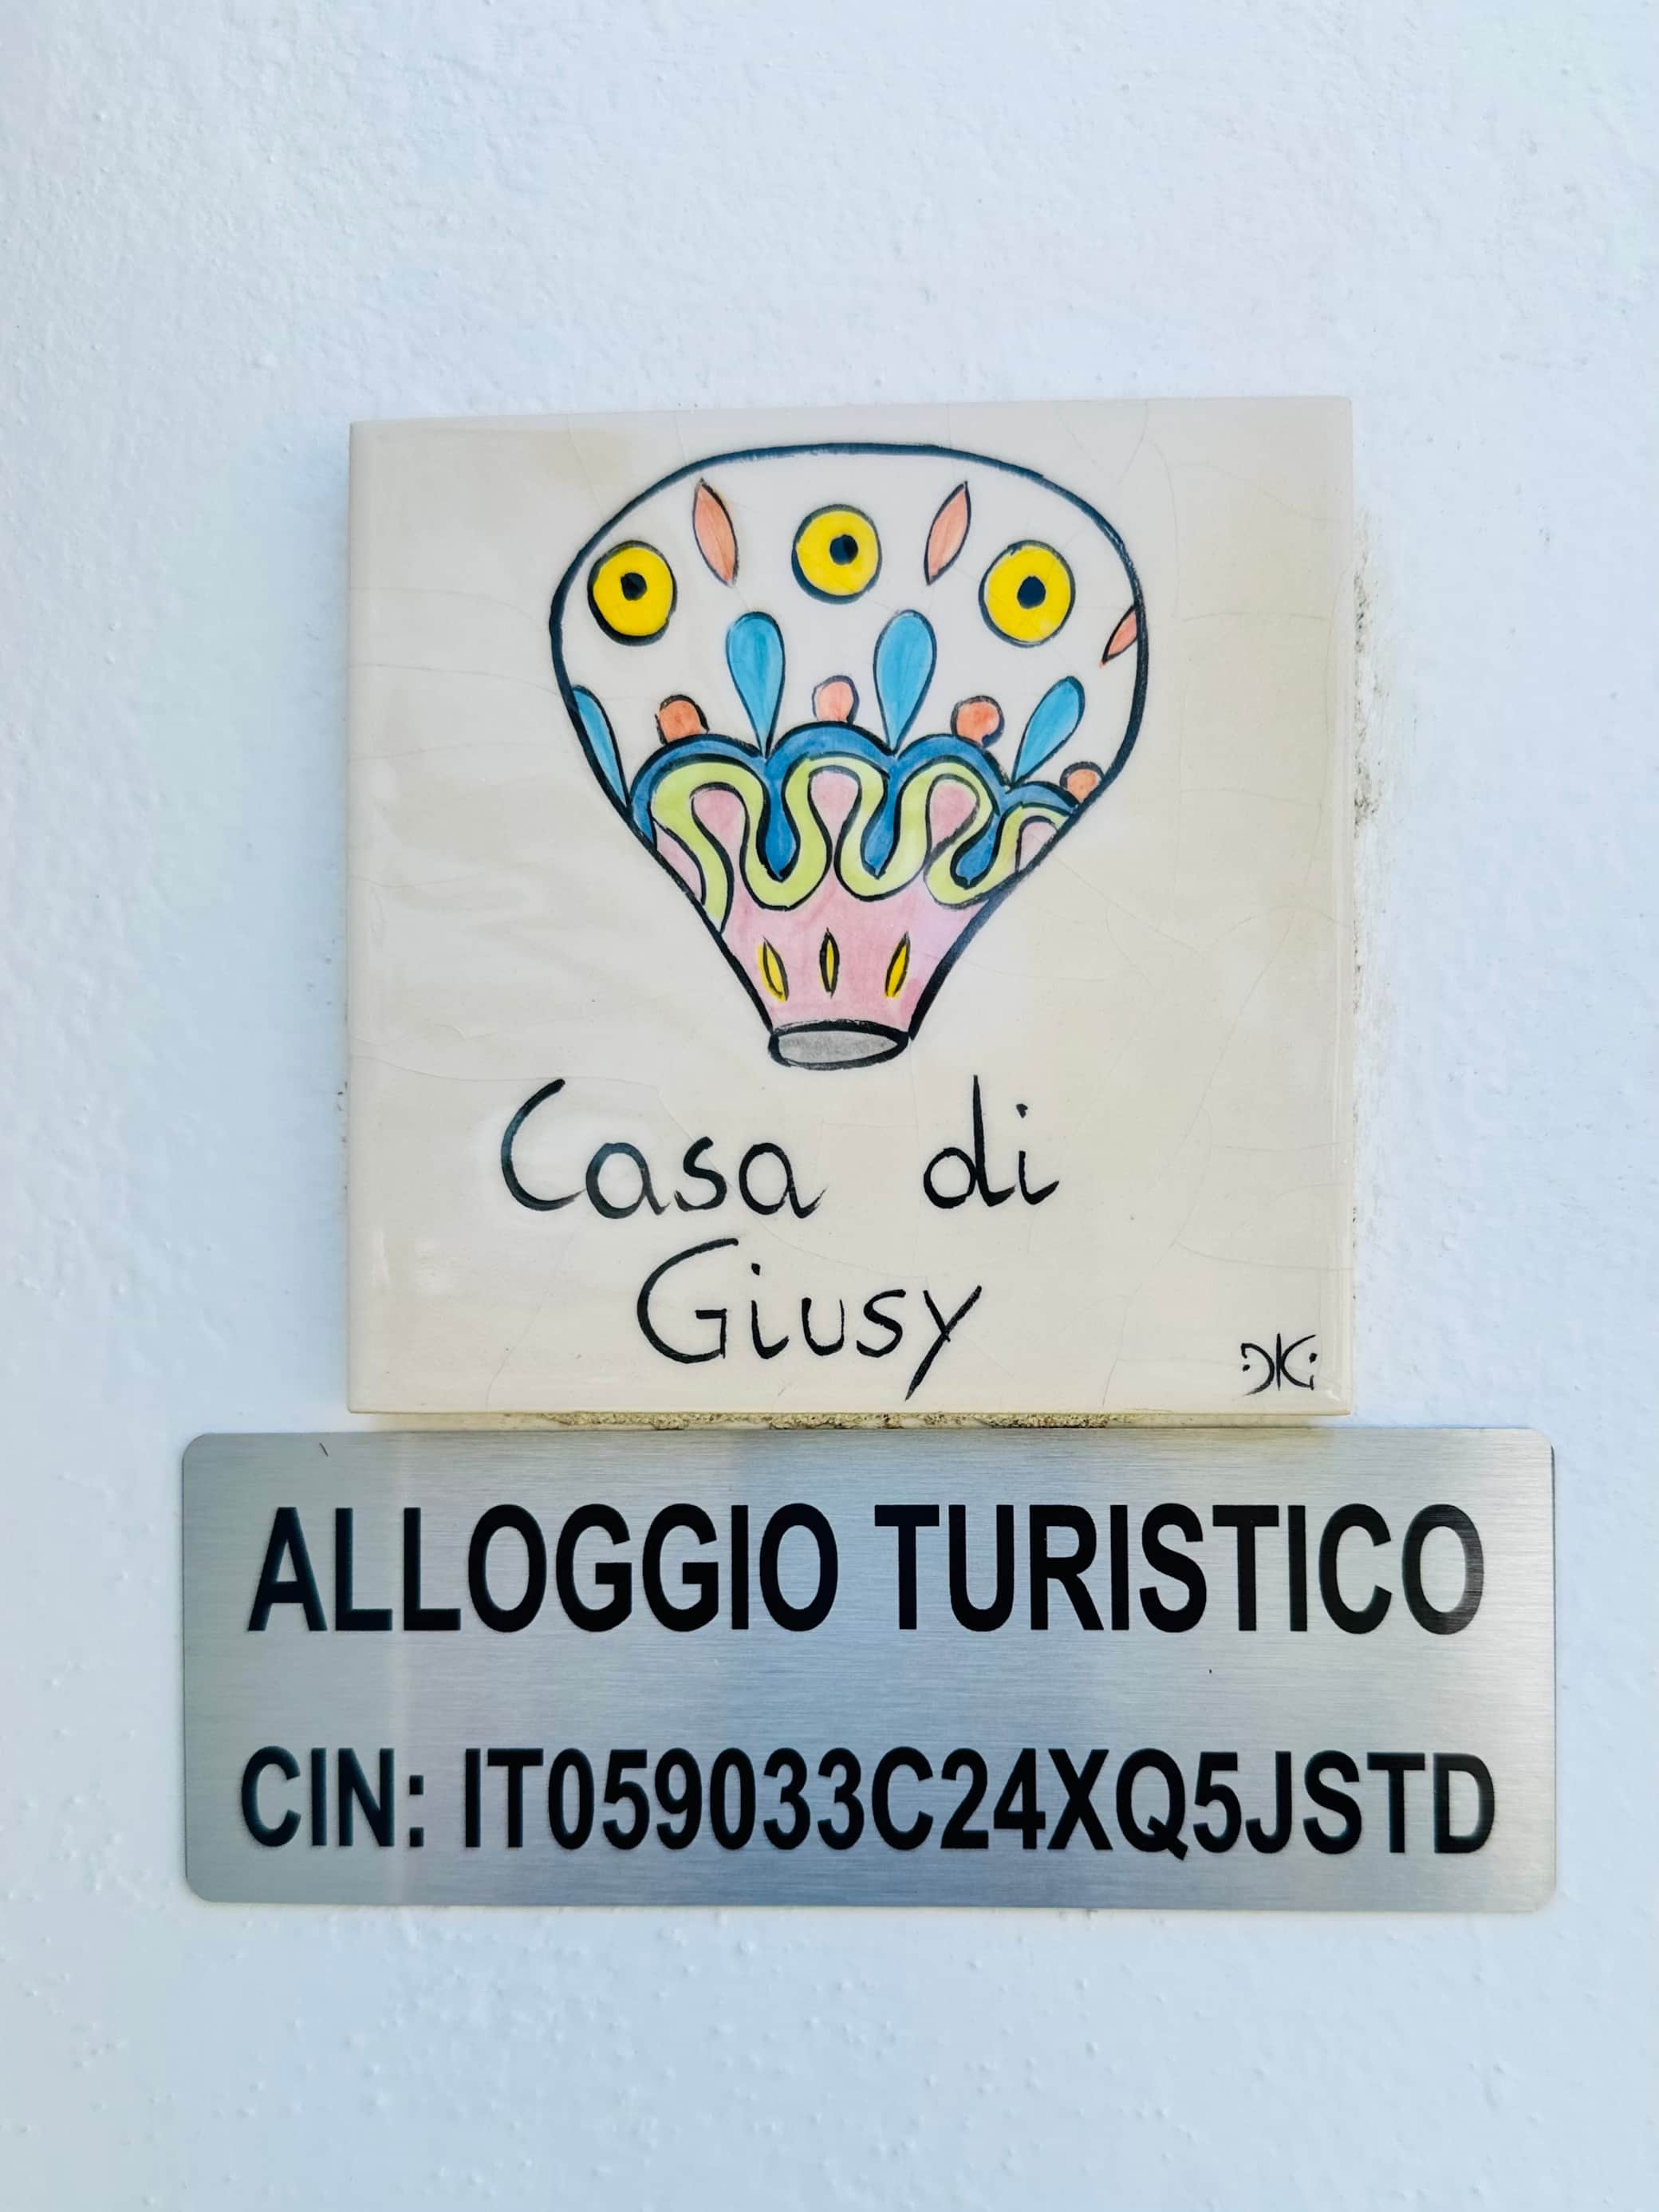 Casa di
Giusy
ALLOGGIO TURISTICO
CIN: IT059033C24XQ5JSTD